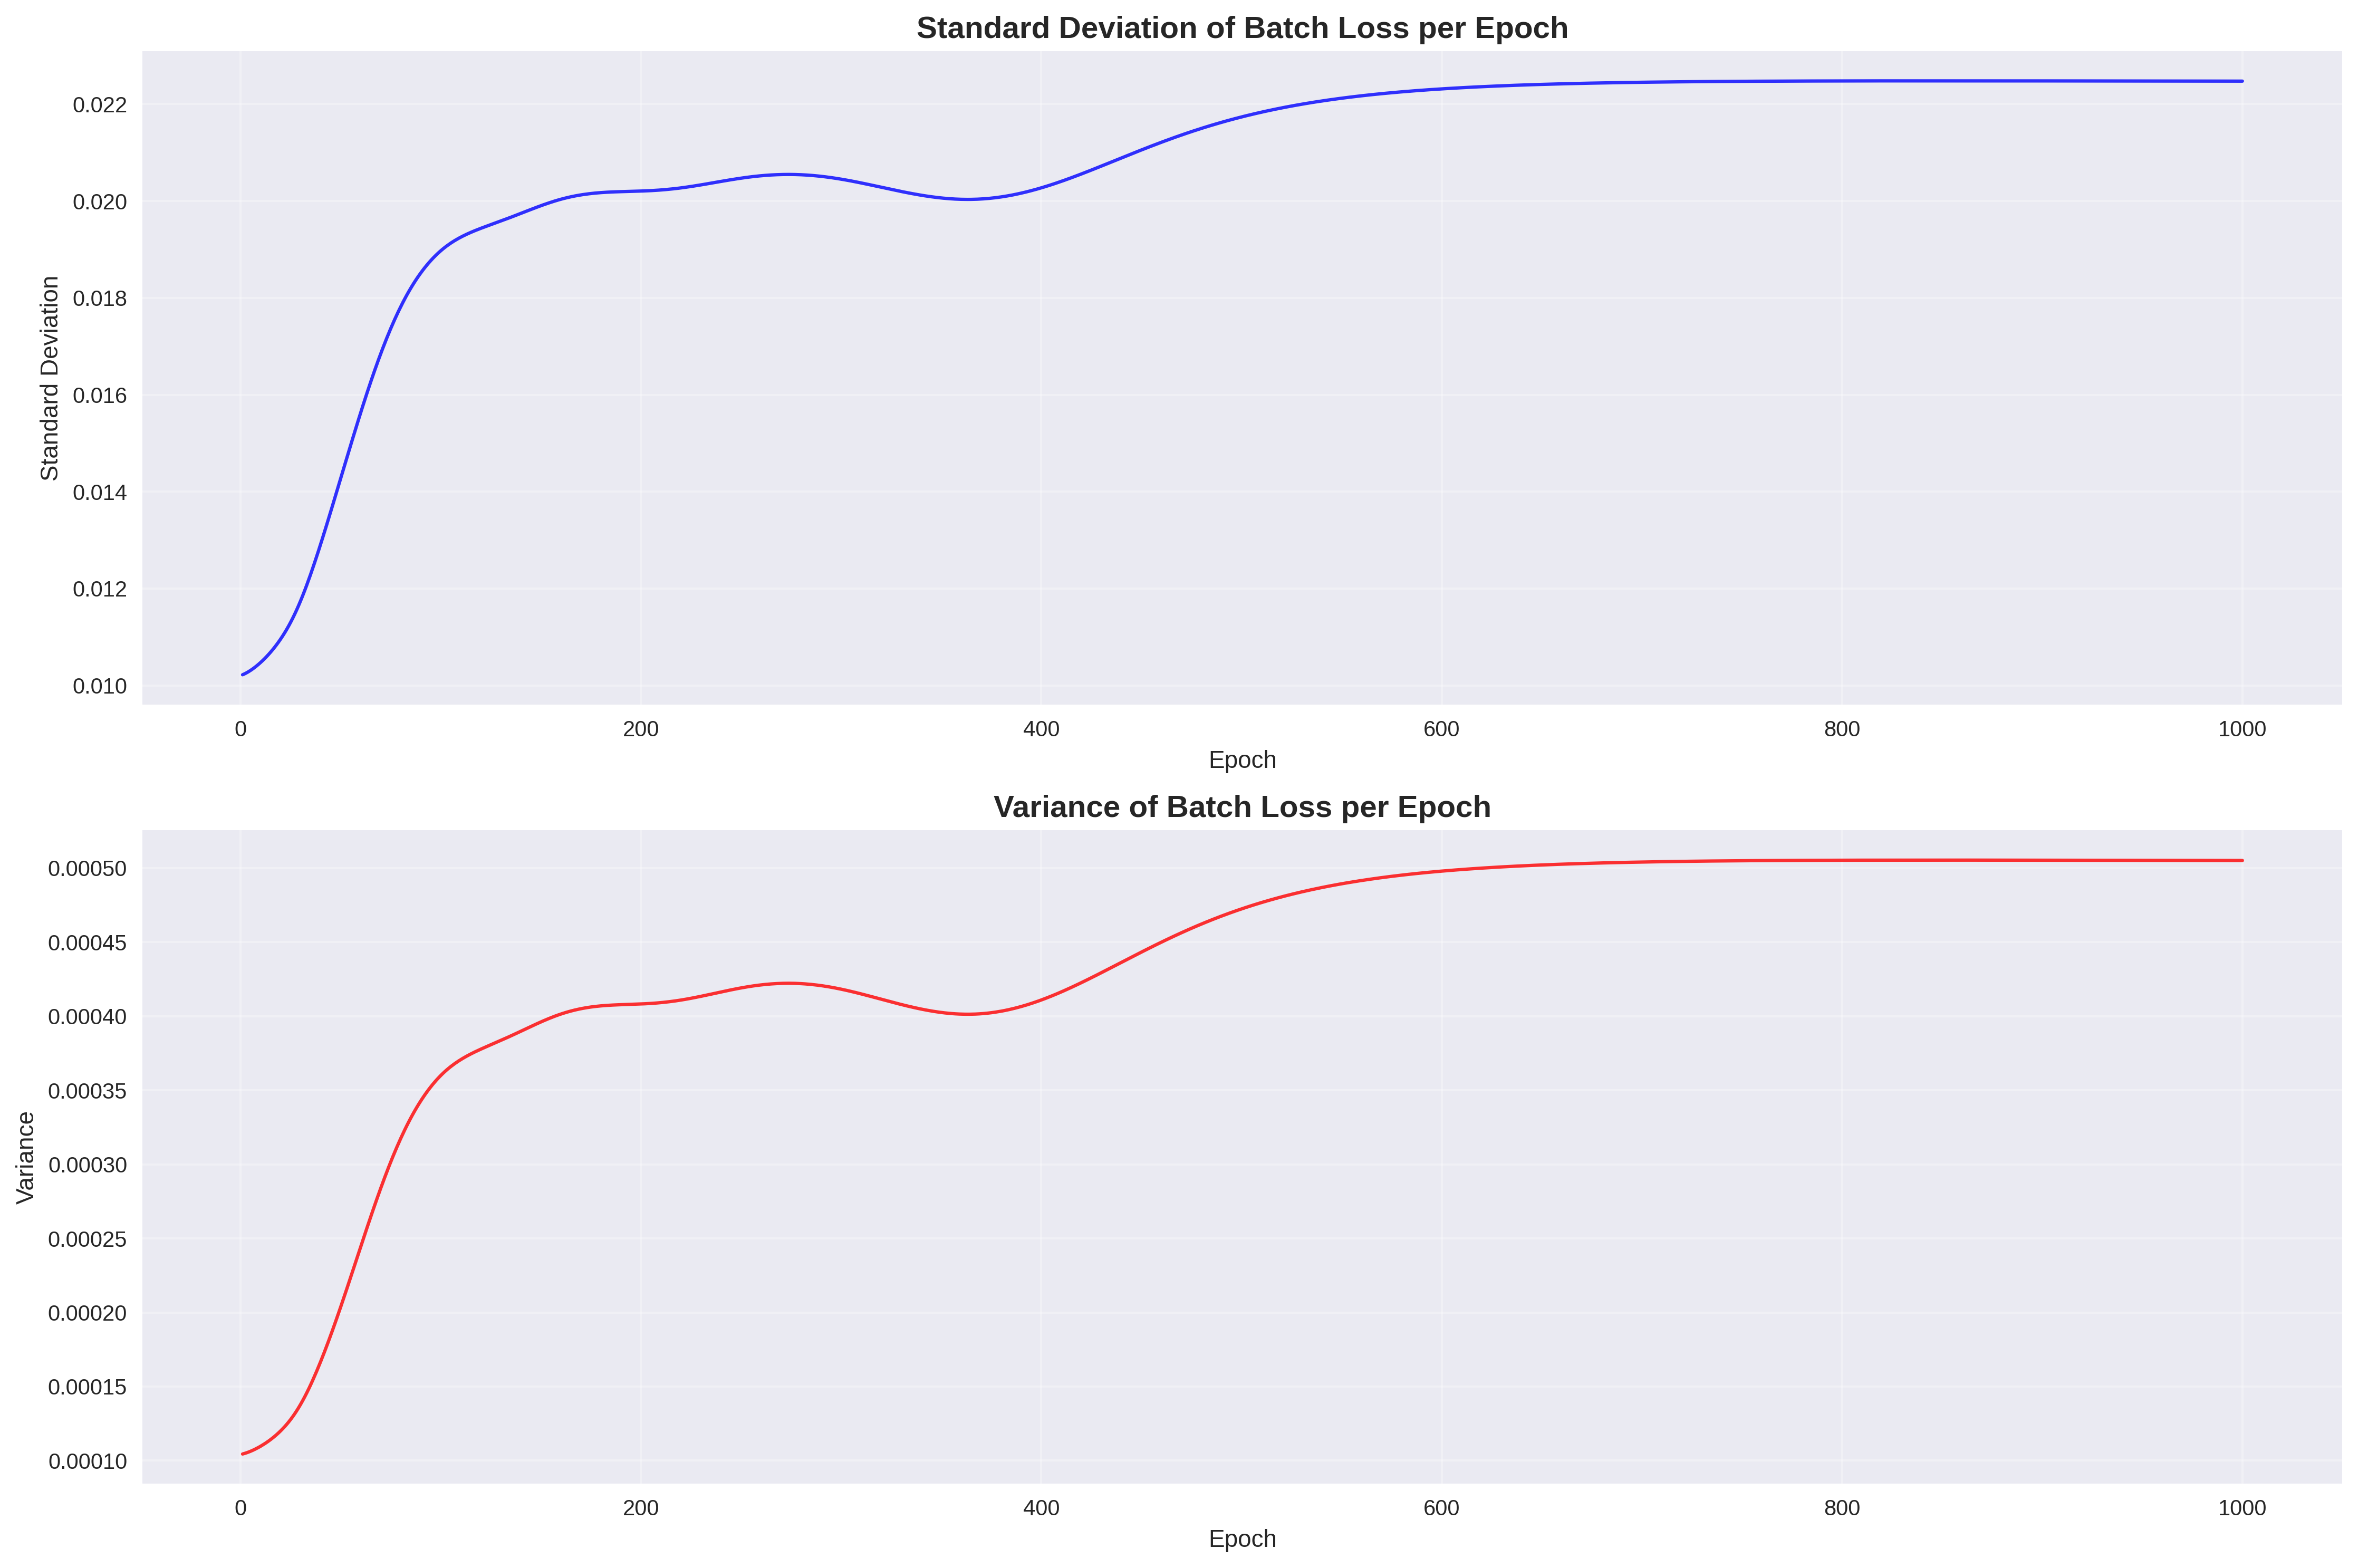 Standard Deviation of Batch Loss per Epoch
0.022
0.020
0.018
0.016
0.014
0.012
0.010
Standard Deviation
0 200 400 600 800 1000
Epoch
Variance of Batch Loss per Epoch
0.00050
0.00045
0.00040
0.00035
0.00030
0.00025
0.00020
0.00015
0.00010
Variance
0 200 400 600 800 1000
Epoch